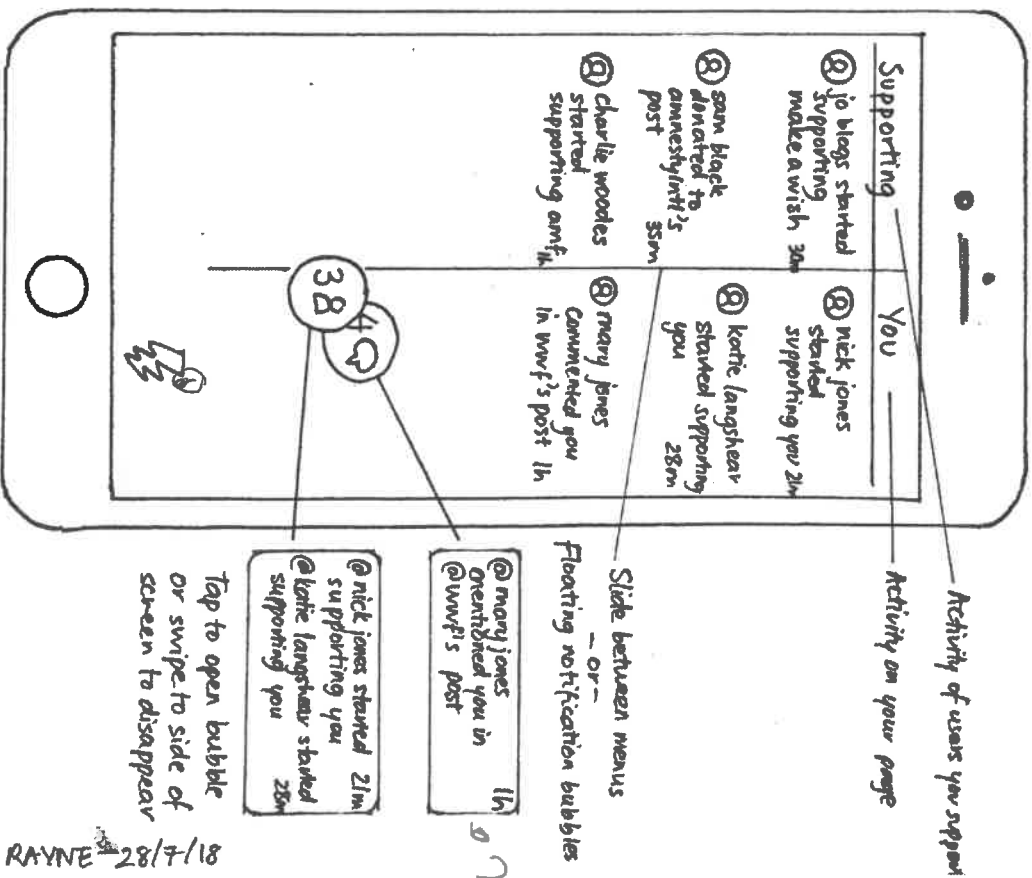 Supporting
You
jo blogs started
supporting
make a wish 30m
sam black
donated to
amnestyintl's
post 35m
charlie woodes
started
supporting amf
1h
nick jones
started
supporting you 21m
katie langshear
started supporting
you 28m
mary jones
commented you
in wwf's post 1h
38
4
Activity of users you support
Activity on your page
Slide between menus
- or -
Floating notification bubbles
@ mary jones 1h
mentioned you in
@wwf's post
@ nick jones started 21m
supporting you
@ katie langshear started
supporting you 28m
Tap to open bubble
or swipe to side of
screen to disappear
RAYNE 28/7/18